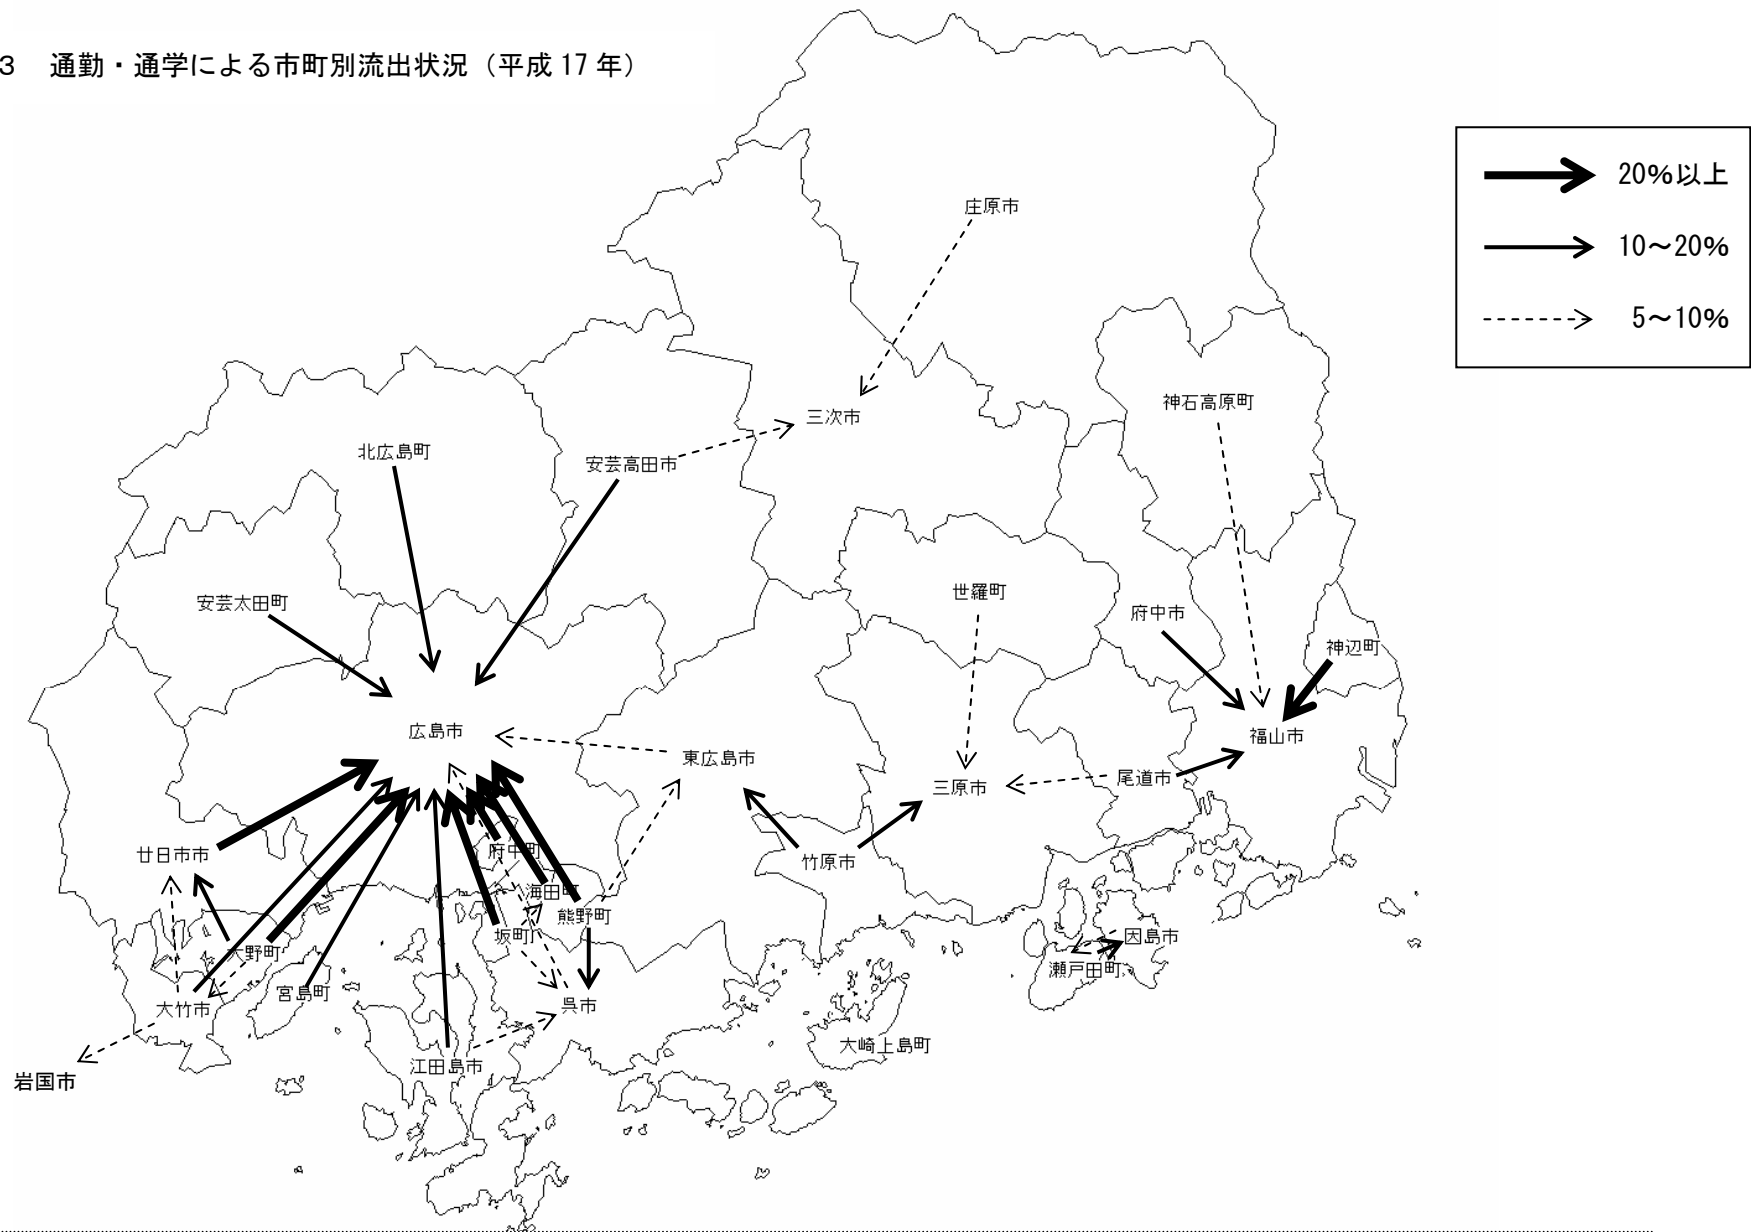 3 通勤・通学による市町別流出状況（平成 17 年）
20%以上
10～20%
5～10%
庄原市
神石高原町
三次市
北広島町
安芸高田市
世羅町
安芸太田町
府中市
神辺町
広島市
福山市
東広島市
三原市
尾道市
廿日市市
府中町
竹原市
海田町
熊野町
坂町
因島市
大野町
瀬戸田町
宮島町
大竹市
呉市
大崎上島町
江田島市
岩国市